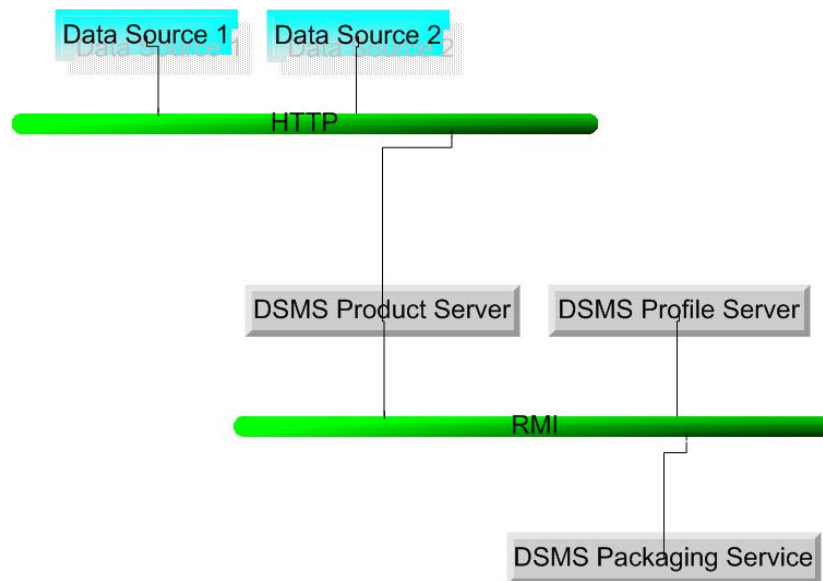 Data Source 1
Data Source 2
HTTP
DSMS Product Server
DSMS Profile Server
RMI
DSMS Packaging Service